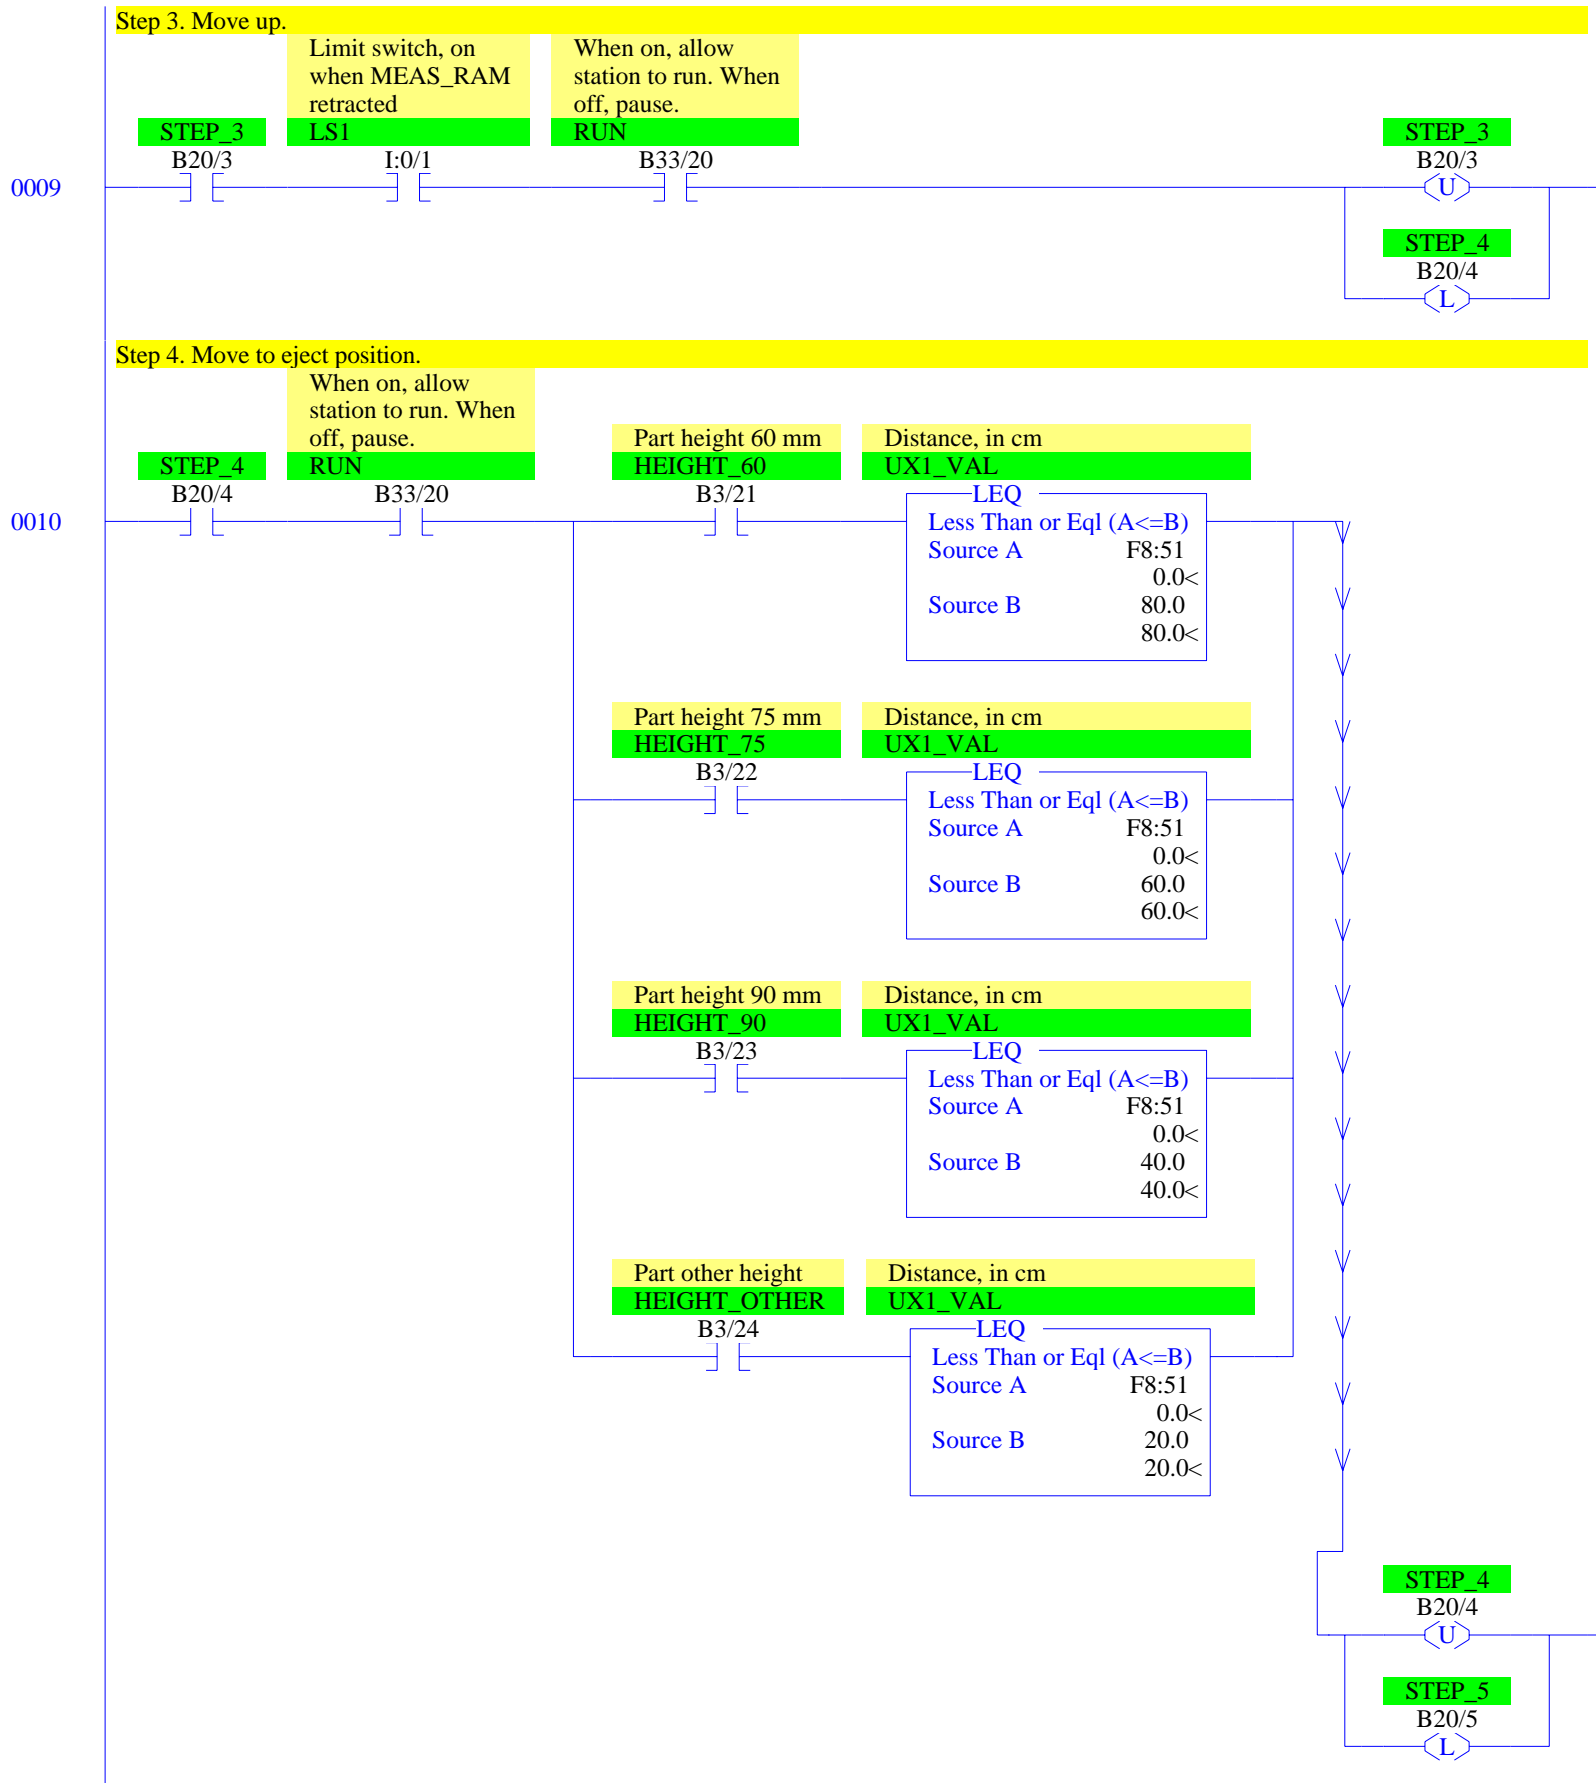 Step 3. Move up.
Limit switch, on
when MEAS_RAM
retracted
When on, allow
station to run. When
off, pause.
STEP_3
LS1
RUN
STEP_3
B20/3
I:0/1
B33/20
B20/3
0009
U
STEP_4
B20/4
L
Step 4. Move to eject position.
When on, allow
station to run. When
off, pause.
Part height 60 mm
Distance, in cm
STEP_4
RUN
HEIGHT_60
UX1_VAL
B20/4
B33/20
B3/21
LEQ
0010
Less Than or Eql (A<=B)
Source A F8:51
0.0<
Source B 80.0
80.0<
Part height 75 mm
Distance, in cm
HEIGHT_75
UX1_VAL
B3/22
LEQ
Less Than or Eql (A<=B)
Source A F8:51
0.0<
Source B 60.0
60.0<
Part height 90 mm
Distance, in cm
HEIGHT_90
UX1_VAL
B3/23
LEQ
Less Than or Eql (A<=B)
Source A F8:51
0.0<
Source B 40.0
40.0<
Part other height
Distance, in cm
HEIGHT_OTHER
UX1_VAL
B3/24
LEQ
Less Than or Eql (A<=B)
Source A F8:51
0.0<
Source B 20.0
20.0<
STEP_4
B20/4
U
STEP_5
B20/5
L